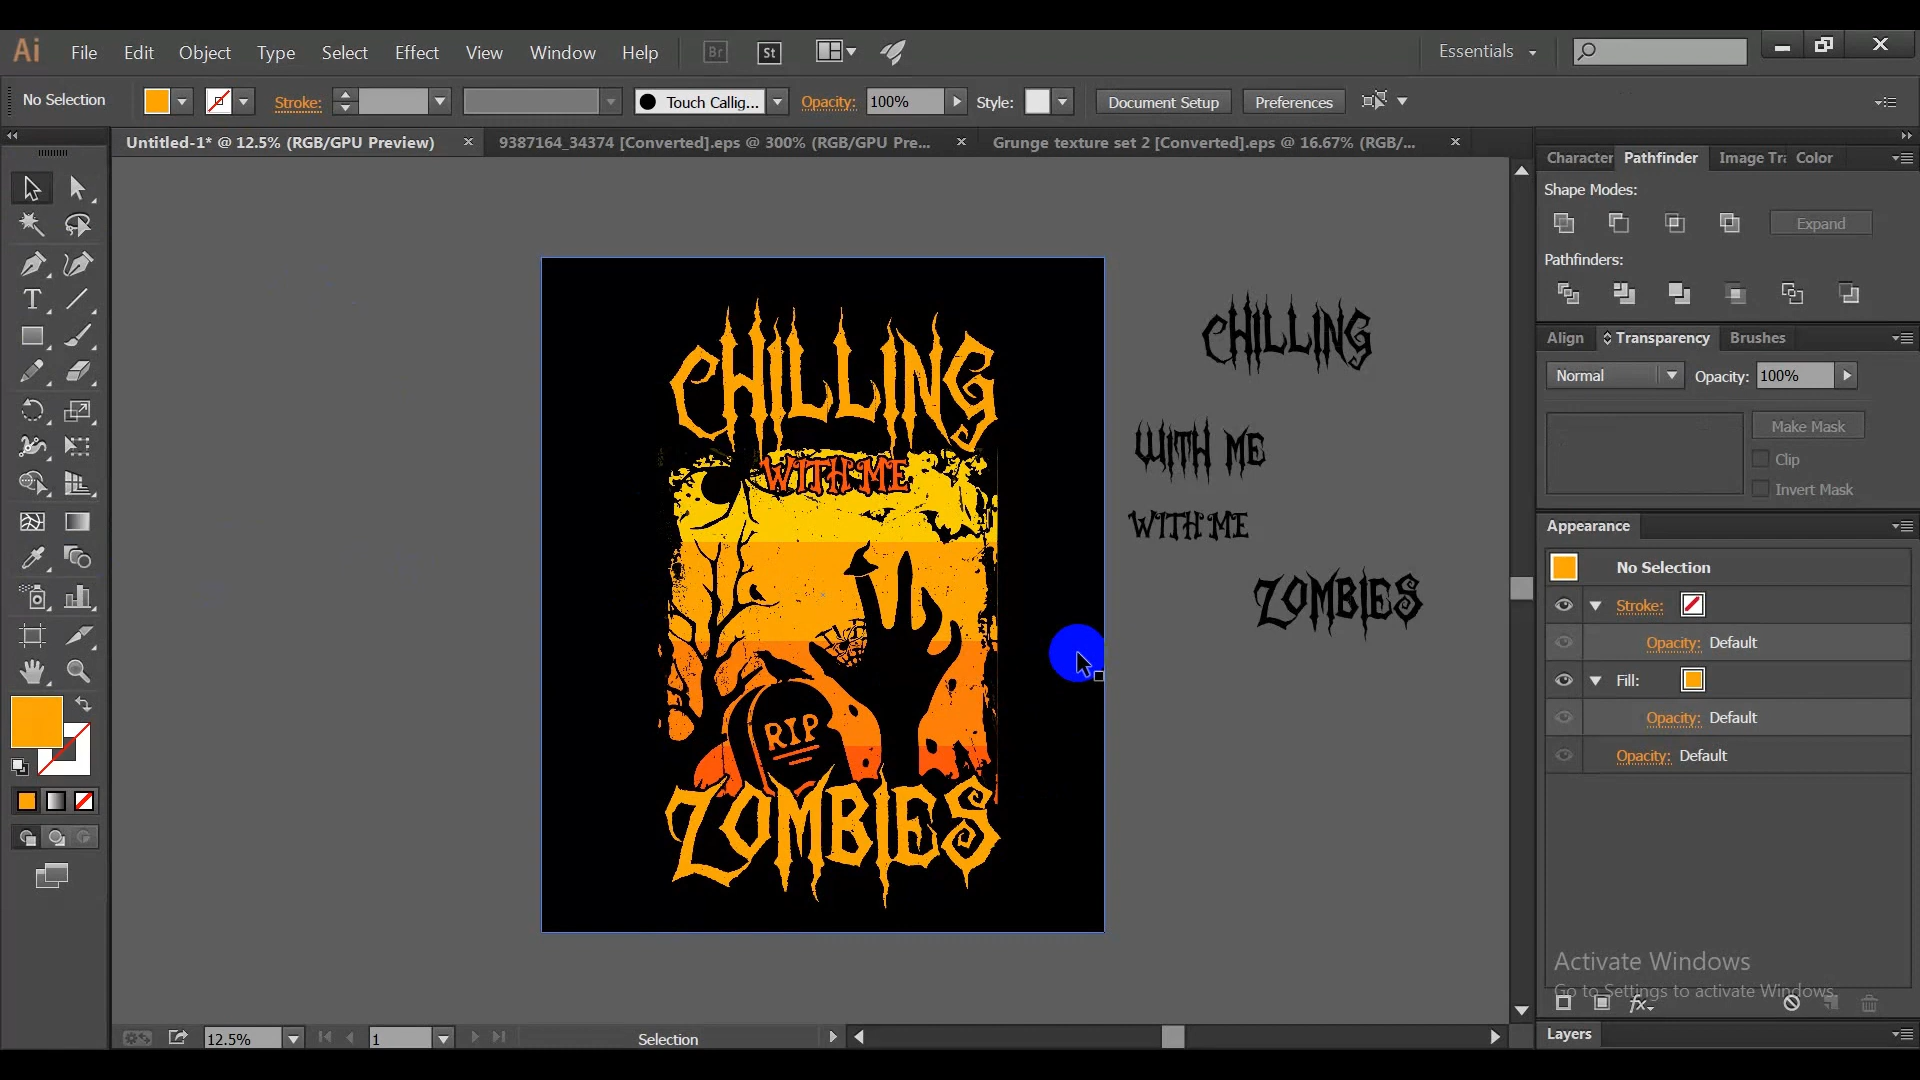 Ai File Edit Object Type Select Effect View Window Help Br St Essentials
No Selection Stroke: Touch Callig... Opacity: 100% Style: Document Setup Preferences
Untitled-1* @ 12.5% (RGB/GPU Preview) × 9387164_34374 [Converted].eps @ 300% (RGB/GPU Pre... × Grunge texture set 2 [Converted].eps @ 16.67% (RGB/... ×
Character Pathfinder Image Tra Color
Shape Modes:
Expand
Pathfinders:
Align Transparency Brushes
Normal Opacity: 100%
Make Mask
Clip
Invert Mask
Appearance
No Selection
Stroke:
Opacity: Default
Fill:
Opacity: Default
Opacity: Default
Activate Windows
Go to Settings to activate Windows.
fx
Layers
CHILLING
WITH ME
RIP
ZOMBIES
CHILLING
WITH ME
WITH ME
ZOMBIES
12.5% 1 Selection